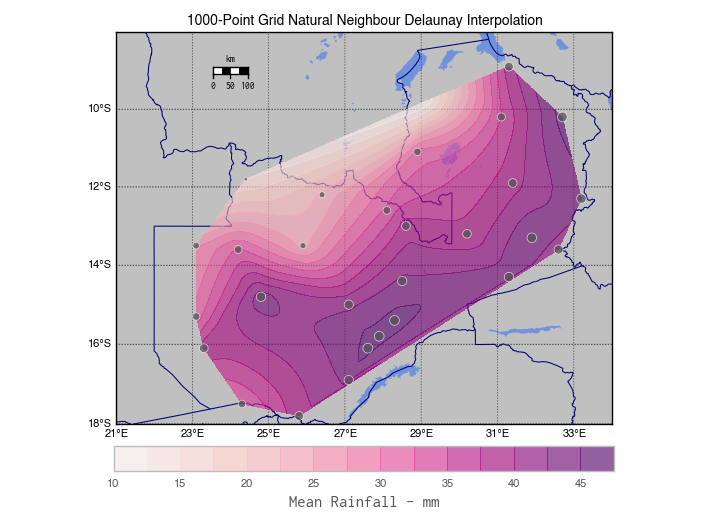 1000-Point Grid Natural Neighbour Delaunay Interpolation
km
0 50 100
10°S
12°S
14°S
16°S
18°S
21°E 23°E 25°E 27°E 29°E 31°E 33°E
10 15 20 25 30 35 40 45
Mean Rainfall - mm